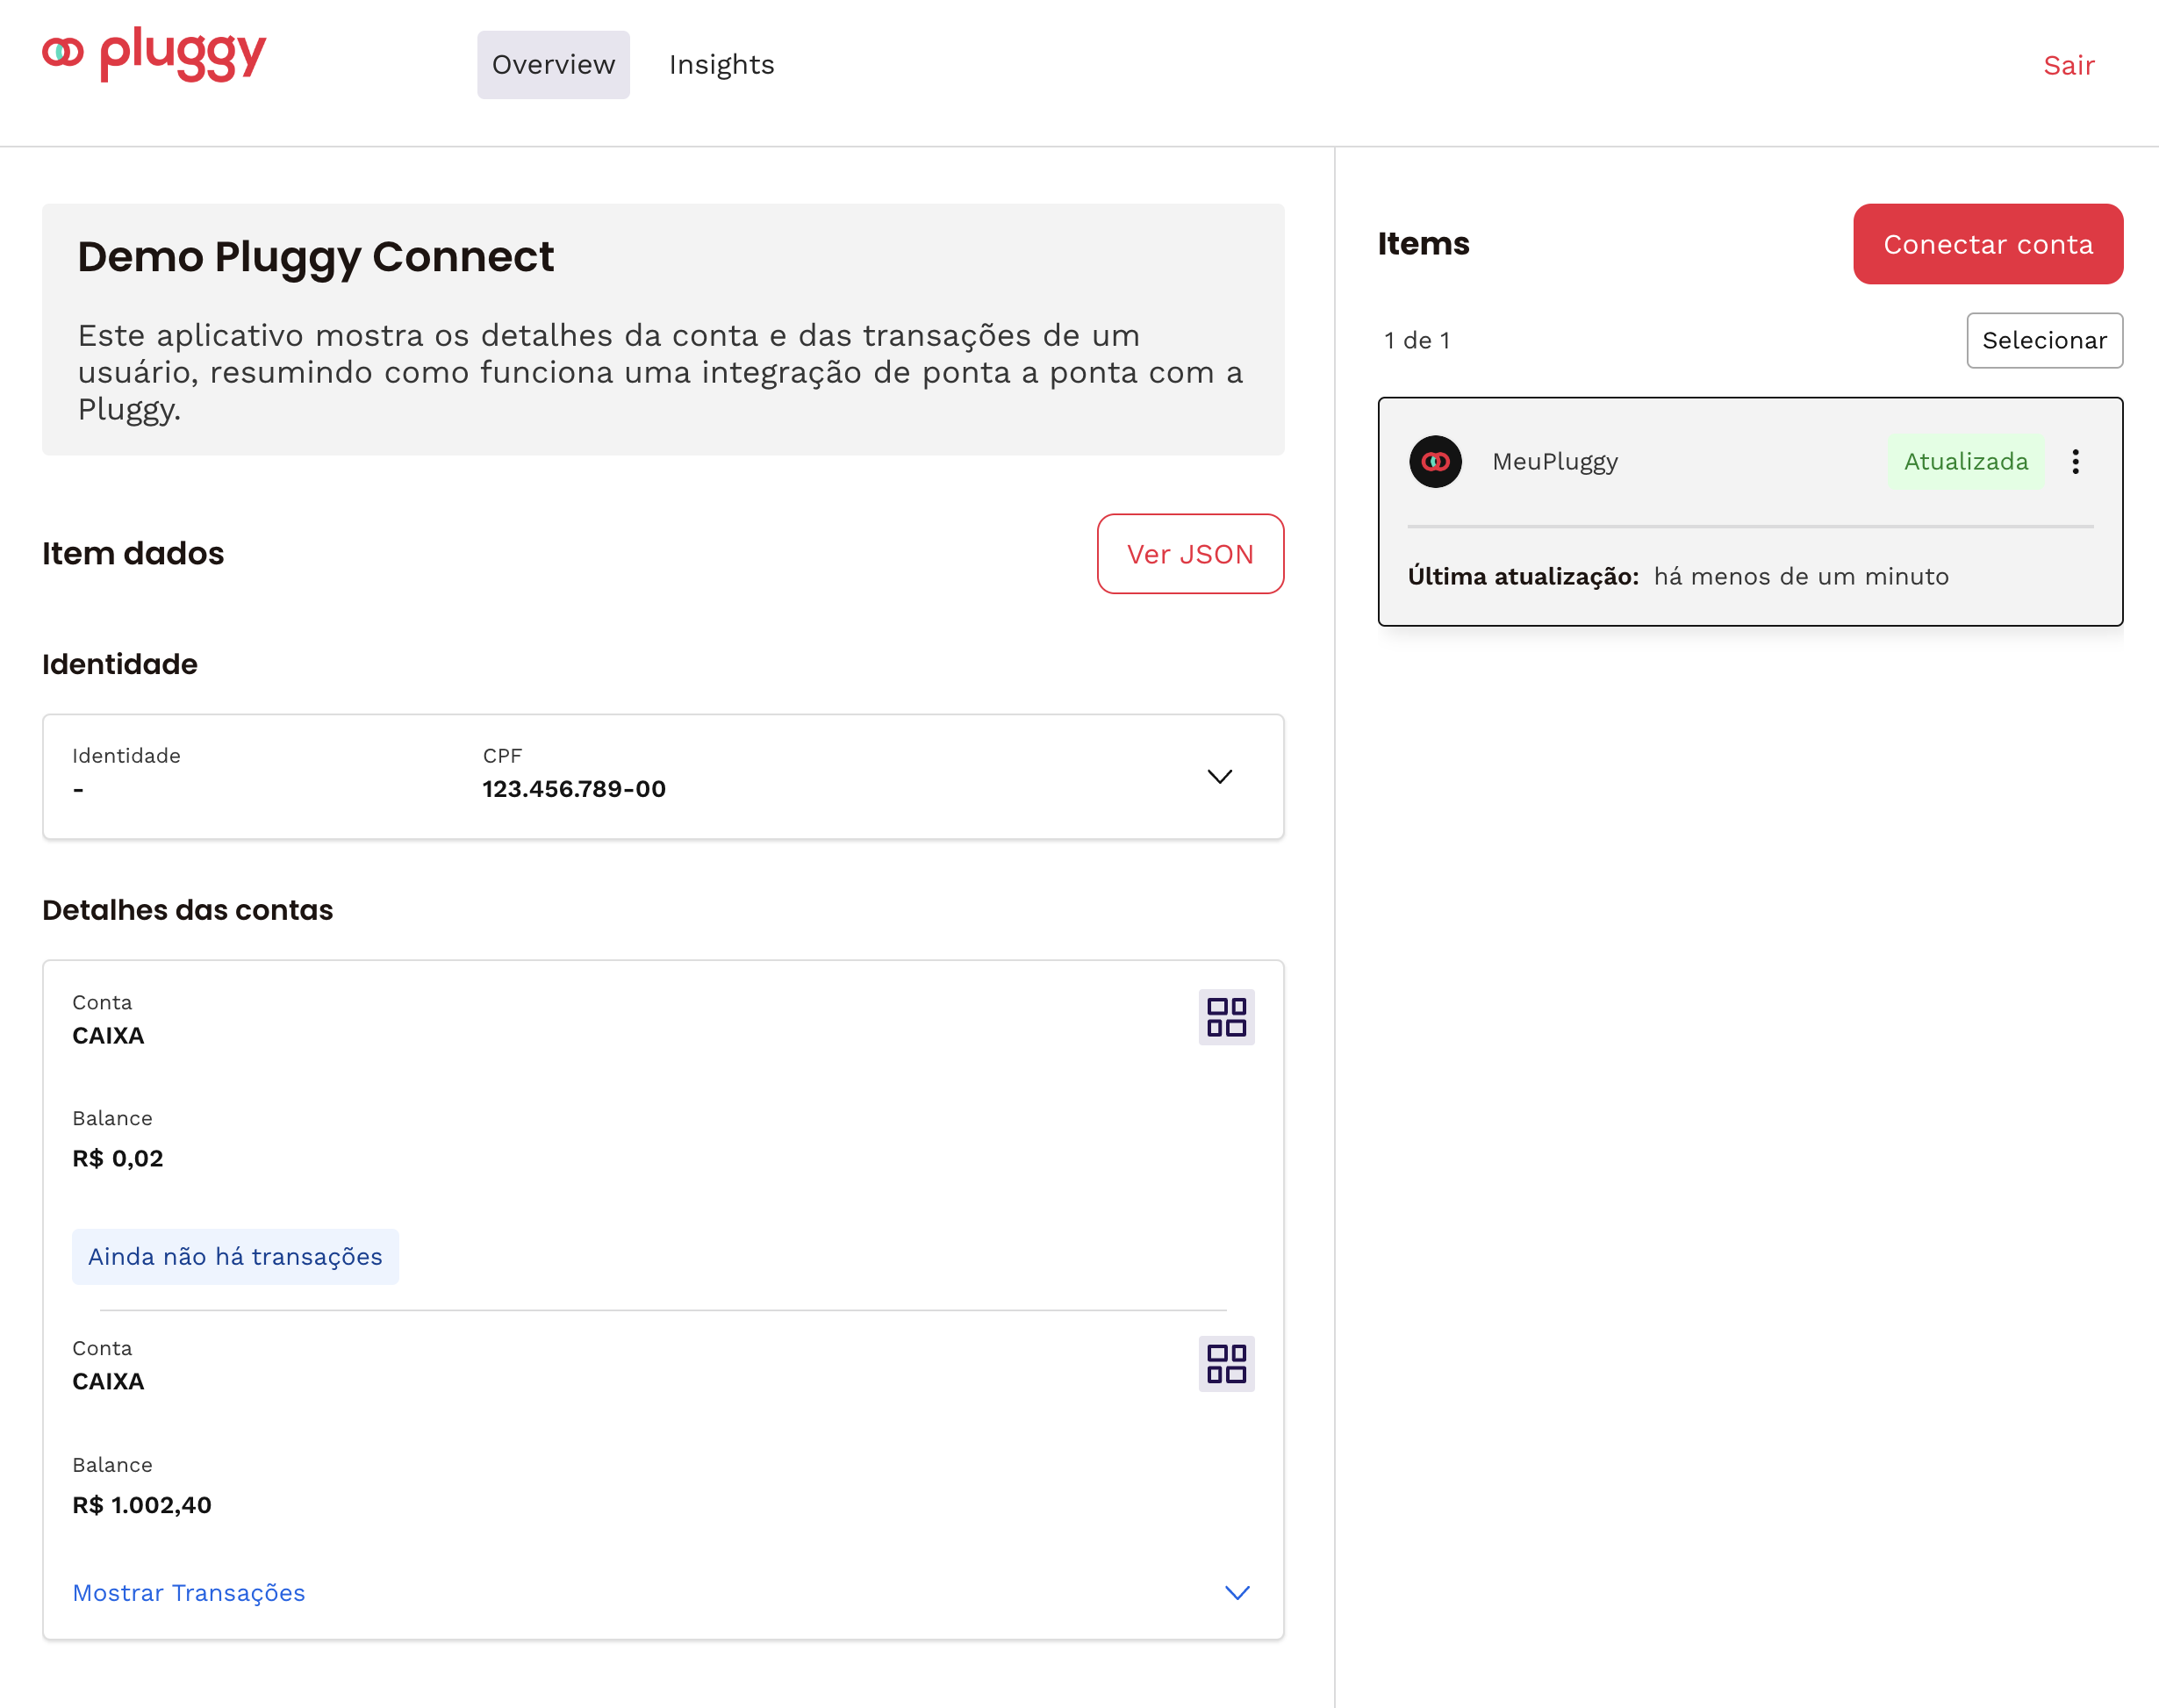 pluggy
Overview
Insights
Sair
Demo Pluggy Connect
Este aplicativo mostra os detalhes da conta e das transações de um
usuário, resumindo como funciona uma integração de ponta a ponta com a
Pluggy.
Item dados
Ver JSON
Identidade
Identidade
-
CPF
123.456.789-00
Detalhes das contas
Conta
CAIXA
Balance
R$ 0,02
Ainda não há transações
Conta
CAIXA
Balance
R$ 1.002,40
Mostrar Transações
Items
Conectar conta
1 de 1
Selecionar
MeuPluggy
Atualizada
Última atualização: há menos de um minuto